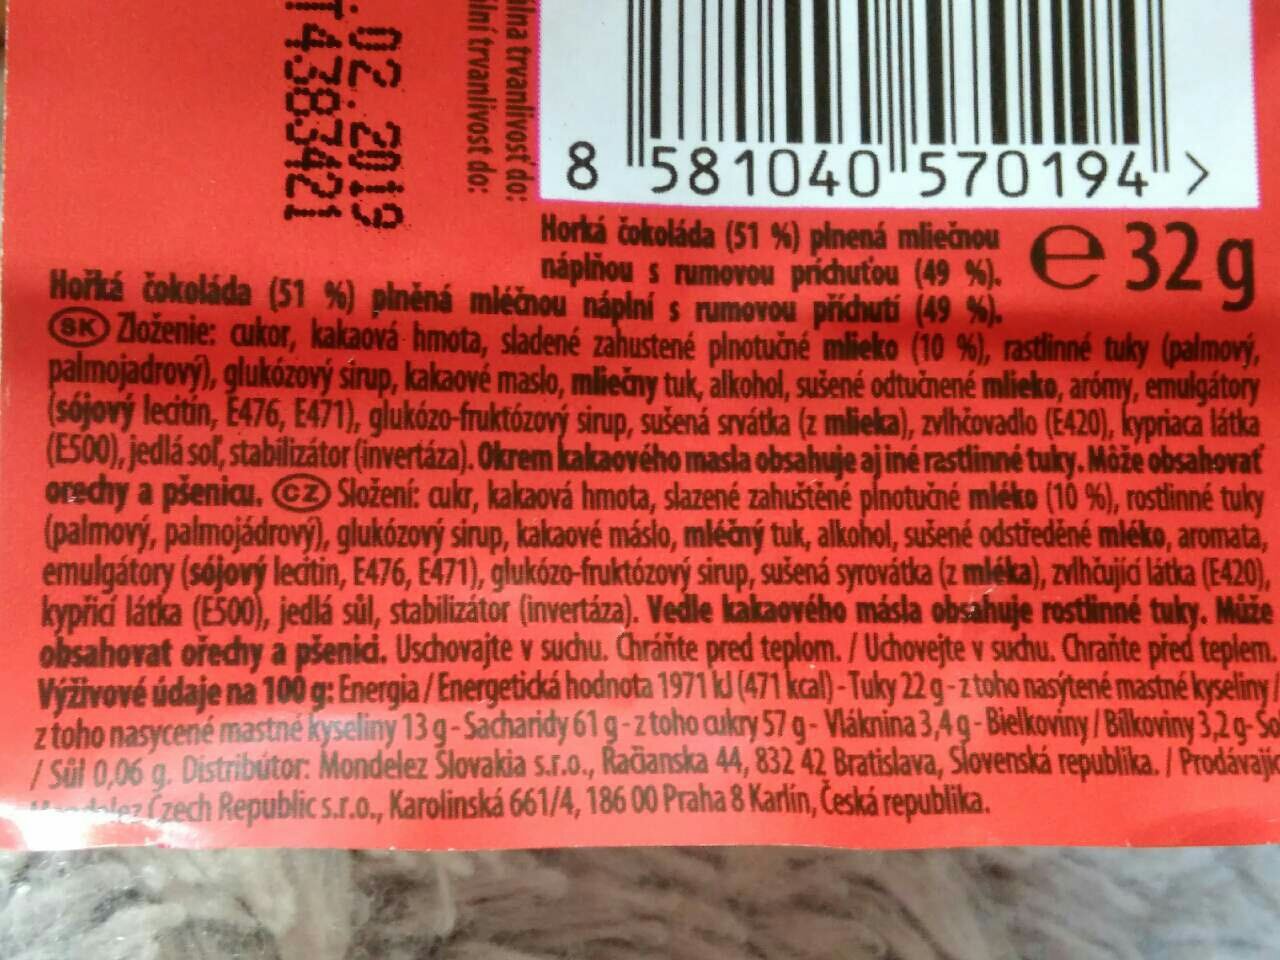 .02.2019
T438342!
álna trvanlivosť do:
ální trvanlivost do:
8 581040 570194 >
Horká čokoláda (51 %) plnená mliečnou
náplňou s rumovou príchuťou (49 %).
℮ 32 g
Hořká čokoláda (51 %) plněná mléčnou náplní s rumovou příchutí (49 %).
SK Zloženie: cukor, kakaová hmota, sladené zahustené plnotučné mlieko (10 %), rastlinné tuky (palmový,
palmojadrový), glukózový sirup, kakaové maslo, mliečny tuk, alkohol, sušené odtučnené mlieko, arómy, emulgátory
(sójový lecitín, E476, E471), glukózo-fruktózový sirup, sušená srvátka (z mlieka), zvlhčovadlo (E420), kypriaca látka
(E500), jedlá soľ, stabilizátor (invertáza). Okrem kakaového masla obsahuje aj iné rastlinné tuky. Môže obsahovať
orechy a pšenicu. CZ Složení: cukr, kakaová hmota, slazené zahuštěné plnotučné mléko (10 %), rostlinné tuky
(palmový, palmojádrový), glukózový sirup, kakaové máslo, mléčný tuk, alkohol, sušené odstředěné mléko, aromata,
emulgátory (sójový lecitin, E476, E471), glukózo-fruktózový sirup, sušená syrovátka (z mléka), zvlhčující látka (E420),
kypřicí látka (E500), jedlá sůl, stabilizátor (invertáza). Vedle kakaového másla obsahuje rostlinné tuky. Může
obsahovat ořechy a pšenici. Uschovajte v suchu. Chráňte pred teplom. / Uchovejte v suchu. Chraňte před teplem.
Výživové údaje na 100 g: Energia / Energetická hodnota 1971 kJ (471 kcal) - Tuky 22 g - z toho nasýtené mastné kyseliny /
z toho nasycené mastné kyseliny 13 g - Sacharidy 61 g - z toho cukry 57 g - Vláknina 3,4 g - Bielkoviny / Bílkoviny 3,2 g - So
/ Sůl 0,06 g. Distribútor: Mondelez Slovakia s.r.o., Račianska 44, 832 42 Bratislava, Slovenská republika. / Prodávajíc
Mondelez Czech Republic s.r.o., Karolinská 661/4, 186 00 Praha 8 Karlín, Česká republika.